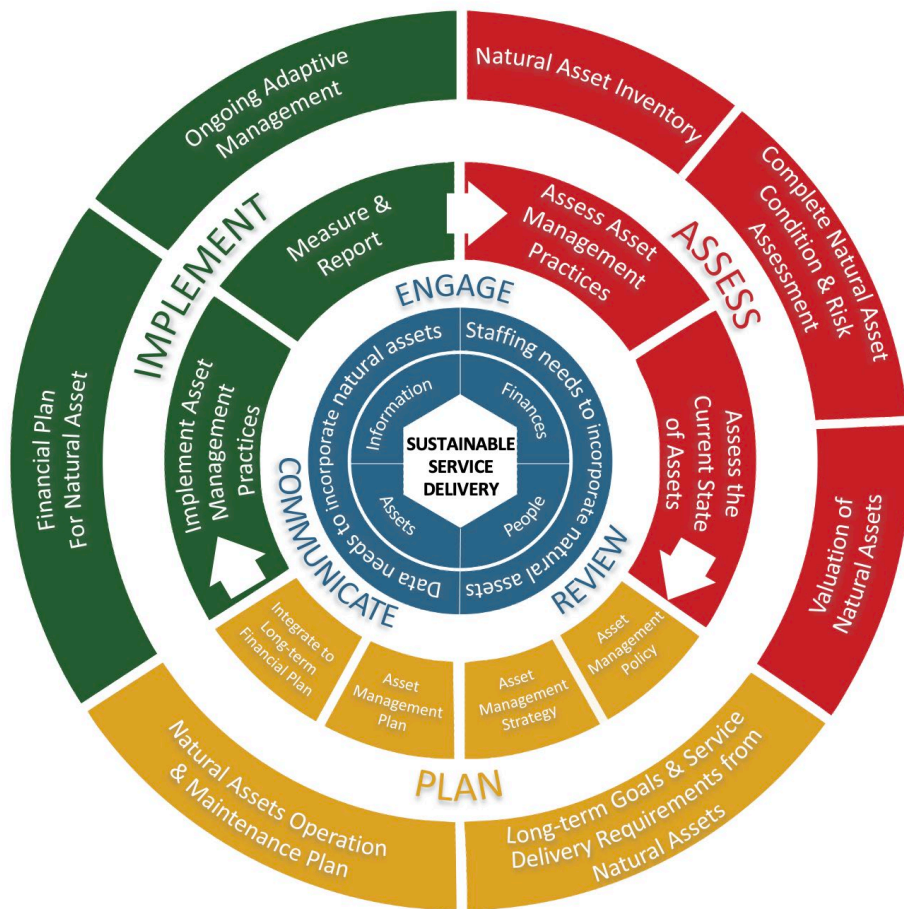 Ongoing Adaptive
Management
Natural Asset Inventory
Complete Natural Asset
Condition & Risk
Assessment
Valuation of
Natural Assets
Long-term Goals & Service
Delivery Requirements from
Natural Assets
Natural Assets Operation
& Maintenance Plan
Financial Plan
For Natural Asset
IMPLEMENT
ASSESS
PLAN
Measure &
Report
Assess Asset
Management
Practices
Assess the
Current State
of Assets
Asset
Management
Policy
Asset
Management
Strategy
Asset
Management
Plan
Integrate to
Long-term
Financial Plan
Implement Asset
Management
Practices
ENGAGE
REVIEW
COMMUNICATE
Data needs to incorporate natural assets
Staffing needs to incorporate natural assets
Information
Finances
People
Assets
SUSTAINABLE
SERVICE
DELIVERY